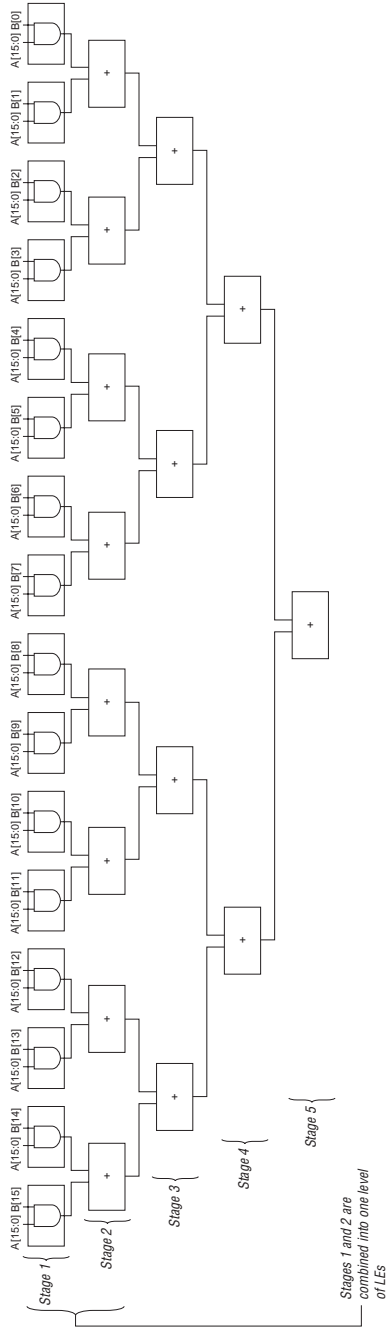 A[15:0] B[15]
A[15:0] B[14]
A[15:0] B[13]
A[15:0] B[12]
A[15:0] B[11]
A[15:0] B[10]
A[15:0] B[9]
A[15:0] B[8]
A[15:0] B[7]
A[15:0] B[6]
A[15:0] B[5]
A[15:0] B[4]
A[15:0] B[3]
A[15:0] B[2]
A[15:0] B[1]
A[15:0] B[0]
Stage 1
Stage 2
+ + + + + + + +
Stage 3
+ + + +
Stage 4
+ +
Stage 5
+
Stages 1 and 2 are
combined into one level
of LEs